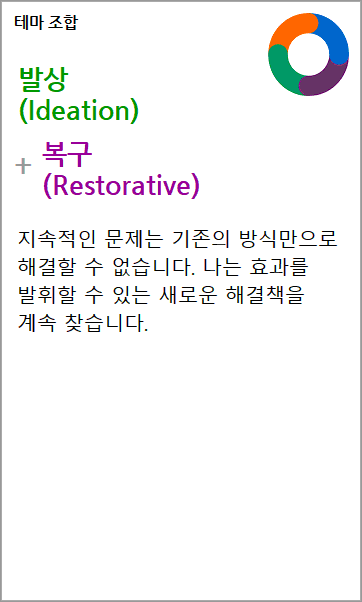 테마 조합
발상
(Ideation)
+ 복구
(Restorative)
지속적인 문제는 기존의 방식만으로
해결할 수 없습니다. 나는 효과를
발휘할 수 있는 새로운 해결책을
계속 찾습니다.